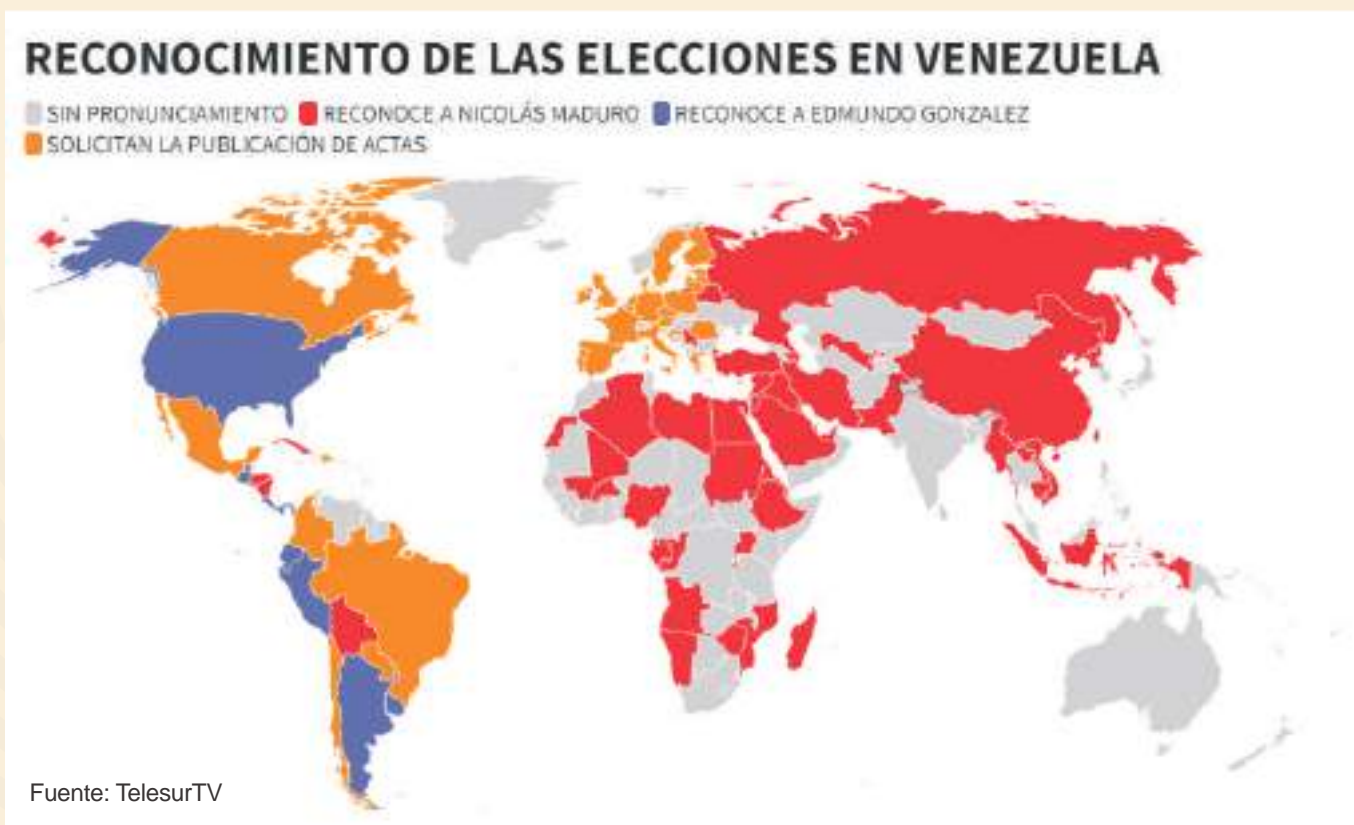 RECONOCIMIENTO DE LAS ELECCIONES EN VENEZUELA
SIN PRONUNCIAMIENTO RECONOCE A NICOLÁS MADURO RECONOCE A EDMUNDO GONZALEZ
SOLICITAN LA PUBLICACIÓN DE ACTAS
Fuente: TelesurTV